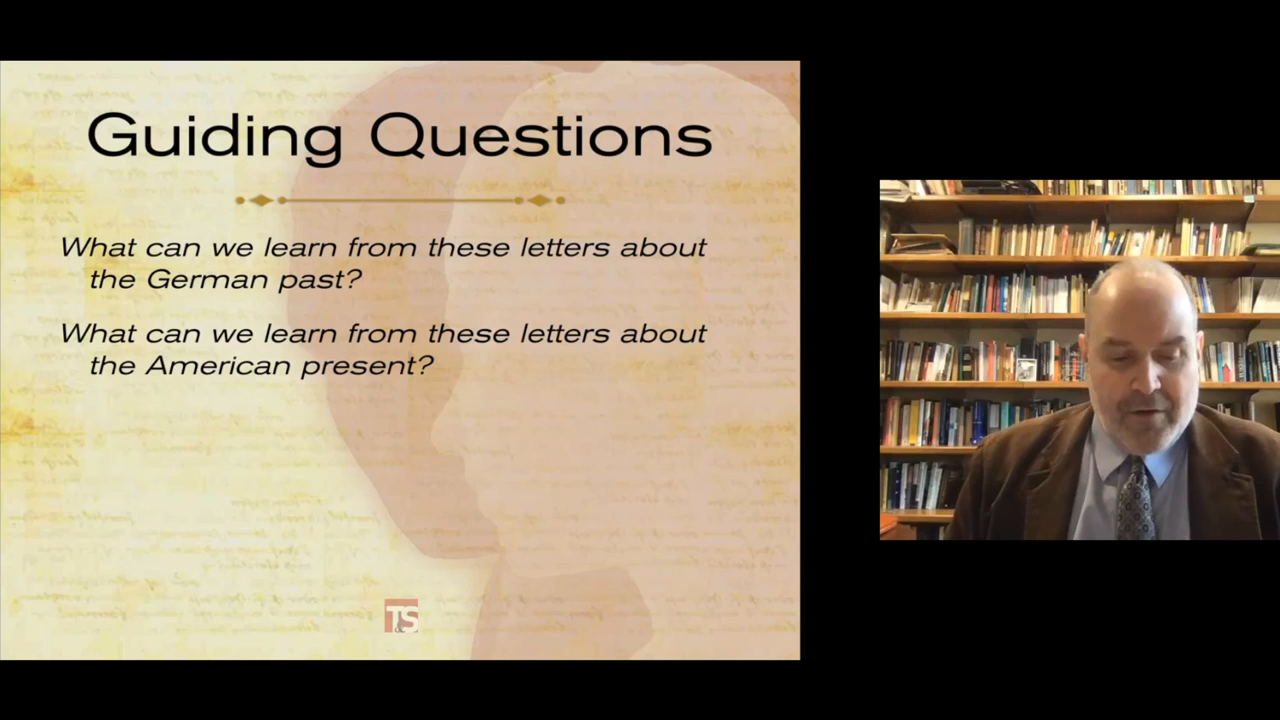 Guiding Questions
What can we learn from these letters about
the German past?
What can we learn from these letters about
the American present?
T&S